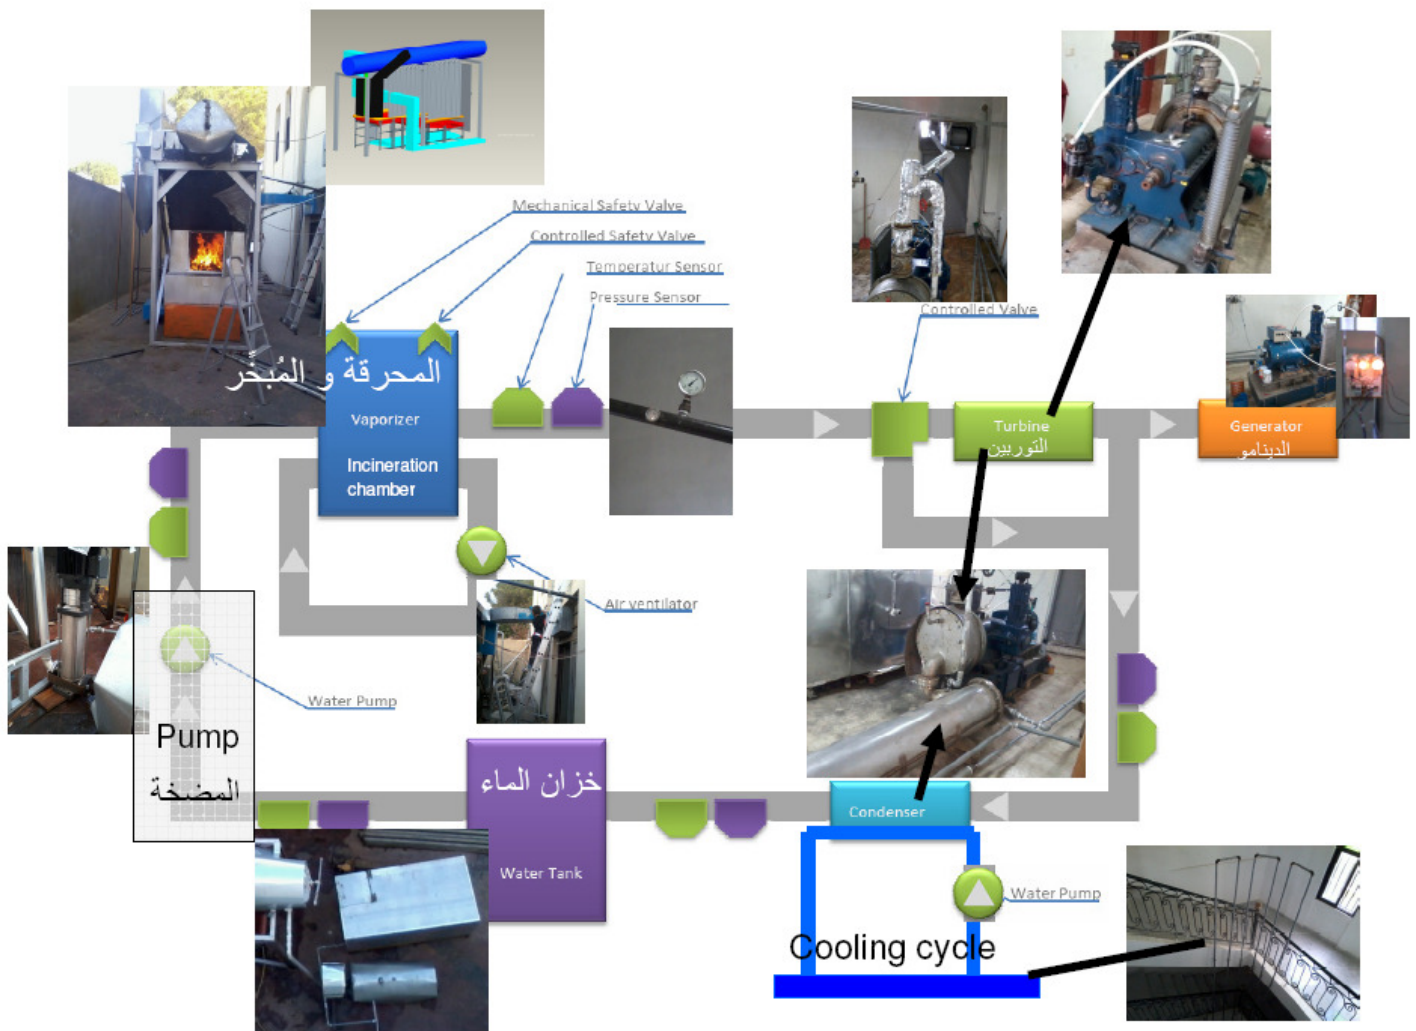 Mechanical Safety Valve
Controlled Safety Valve
Temperatur Sensor
Pressure Sensor
Controlled Valve
المحرقة و المُبخِّر
Vaporizer
Incineration
chamber
Turbine
التوربين
Generator
الدينامو
Air ventilator
Water Pump
Pump
المضخة
خزان الماء
Water Tank
Condenser
Water Pump
Cooling cycle